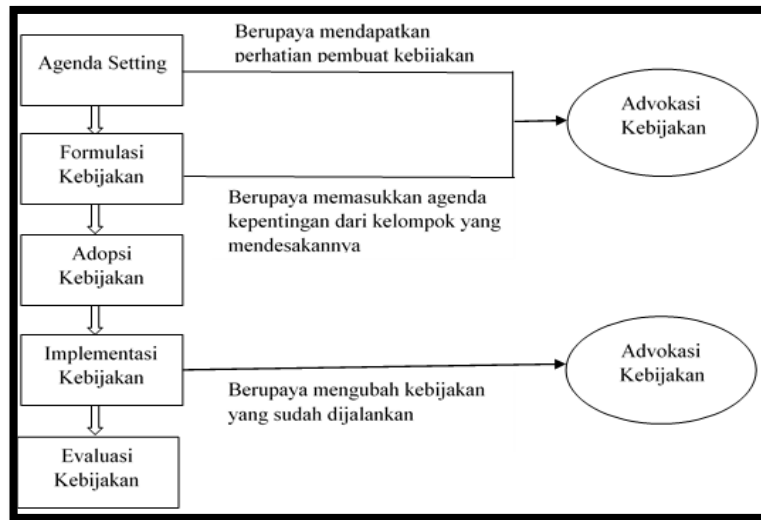 Berupaya mendapatkan
perhatian pembuat kebijakan
Agenda Setting
Advokasi
Kebijakan
Formulasi
Kebijakan
Berupaya memasukkan agenda
kepentingan dari kelompok yang
mendesakannya
Adopsi
Kebijakan
Implementasi
Kebijakan
Advokasi
Kebijakan
Berupaya mengubah kebijakan
yang sudah dijalankan
Evaluasi
Kebijakan